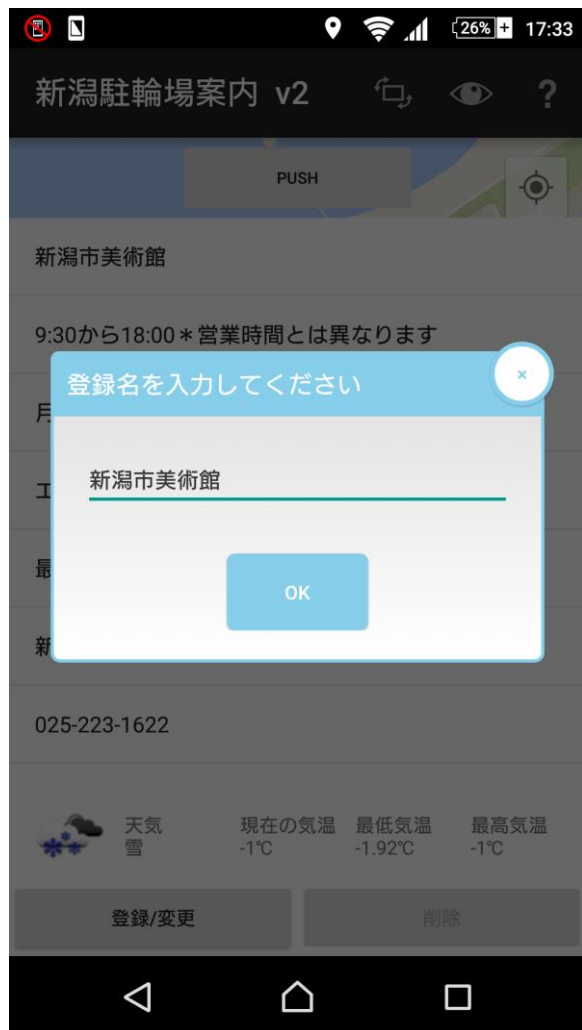 26% 17:33
新潟駐輪場案内 v2 ?
PUSH
新潟市美術館
9:30から18:00＊営業時間とは異なります
登録名を入力してください ×
月
新潟市美術館
エ
最
OK
新
025-223-1622
天気 現在の気温 最低気温 最高気温
雪 -1℃ -1.92℃ -1℃
登録/変更 削除